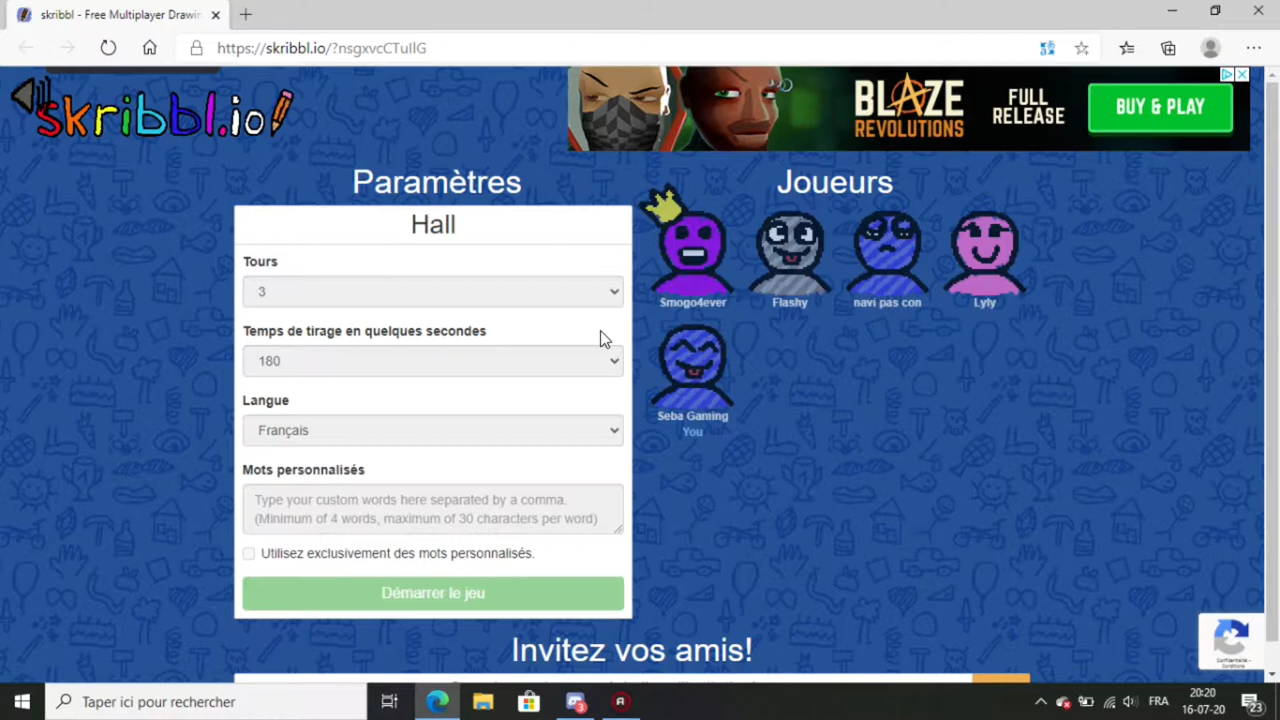 skribbl - Free Multiplayer Drawin
https://skribbl.io/?nsgxvcCTuIlG
skribbl.io
BLAZE
REVOLUTIONS
FULL
RELEASE
BUY & PLAY
Paramètres
Joueurs
Hall
Tours
3
Smogo4ever
Flashy
navi pas con
Lyly
Temps de tirage en quelques secondes
180
Langue
Français
Seba Gaming
You
Mots personnalisés
Type your custom words here separated by a comma.
(Minimum of 4 words, maximum of 30 characters per word)
Utilisez exclusivement des mots personnalisés.
Démarrer le jeu
Invitez vos amis!
Confidentialité -
Conditions
Taper ici pour rechercher
3
FRA
20:20
16-07-20
23